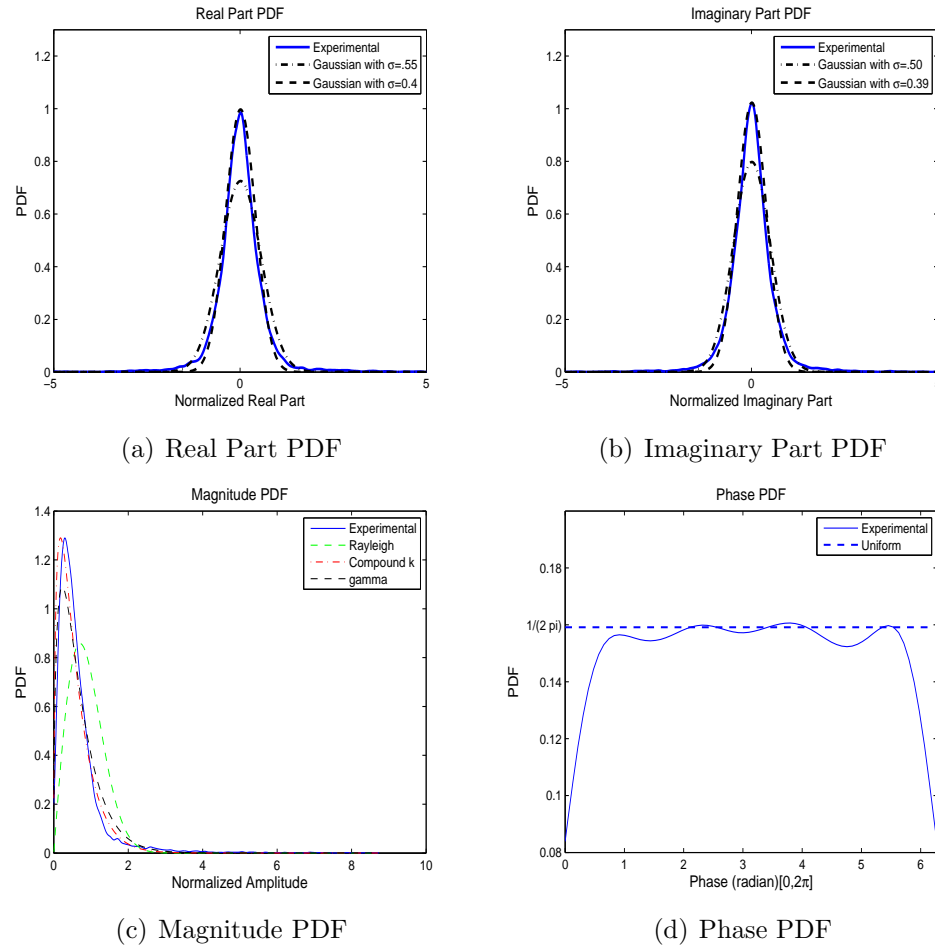 Real Part PDF
Experimental
Gaussian with σ=.55
Gaussian with σ=0.4
1.2
1
0.8
0.6
0.4
0.2
0
PDF
−5
0
5
Normalized Real Part
(a) Real Part PDF
Imaginary Part PDF
Experimental
Gaussian with σ=.50
Gaussian with σ=0.39
1.2
1
0.8
0.6
0.4
0.2
0
PDF
−5
0
Normalized Imaginary Part
(b) Imaginary Part PDF
Magnitude PDF
Experimental
Rayleigh
Compound k
gamma
1.4
1.2
1
0.8
0.6
0.4
0.2
0
PDF
0
2
4
6
8
10
Normalized Amplitude
(c) Magnitude PDF
Phase PDF
Experimental
Uniform
0.18
1/(2 pi)
0.16
0.14
0.12
0.1
0.08
PDF
0
1
2
3
4
5
6
Phase (radian)[0,2π]
(d) Phase PDF